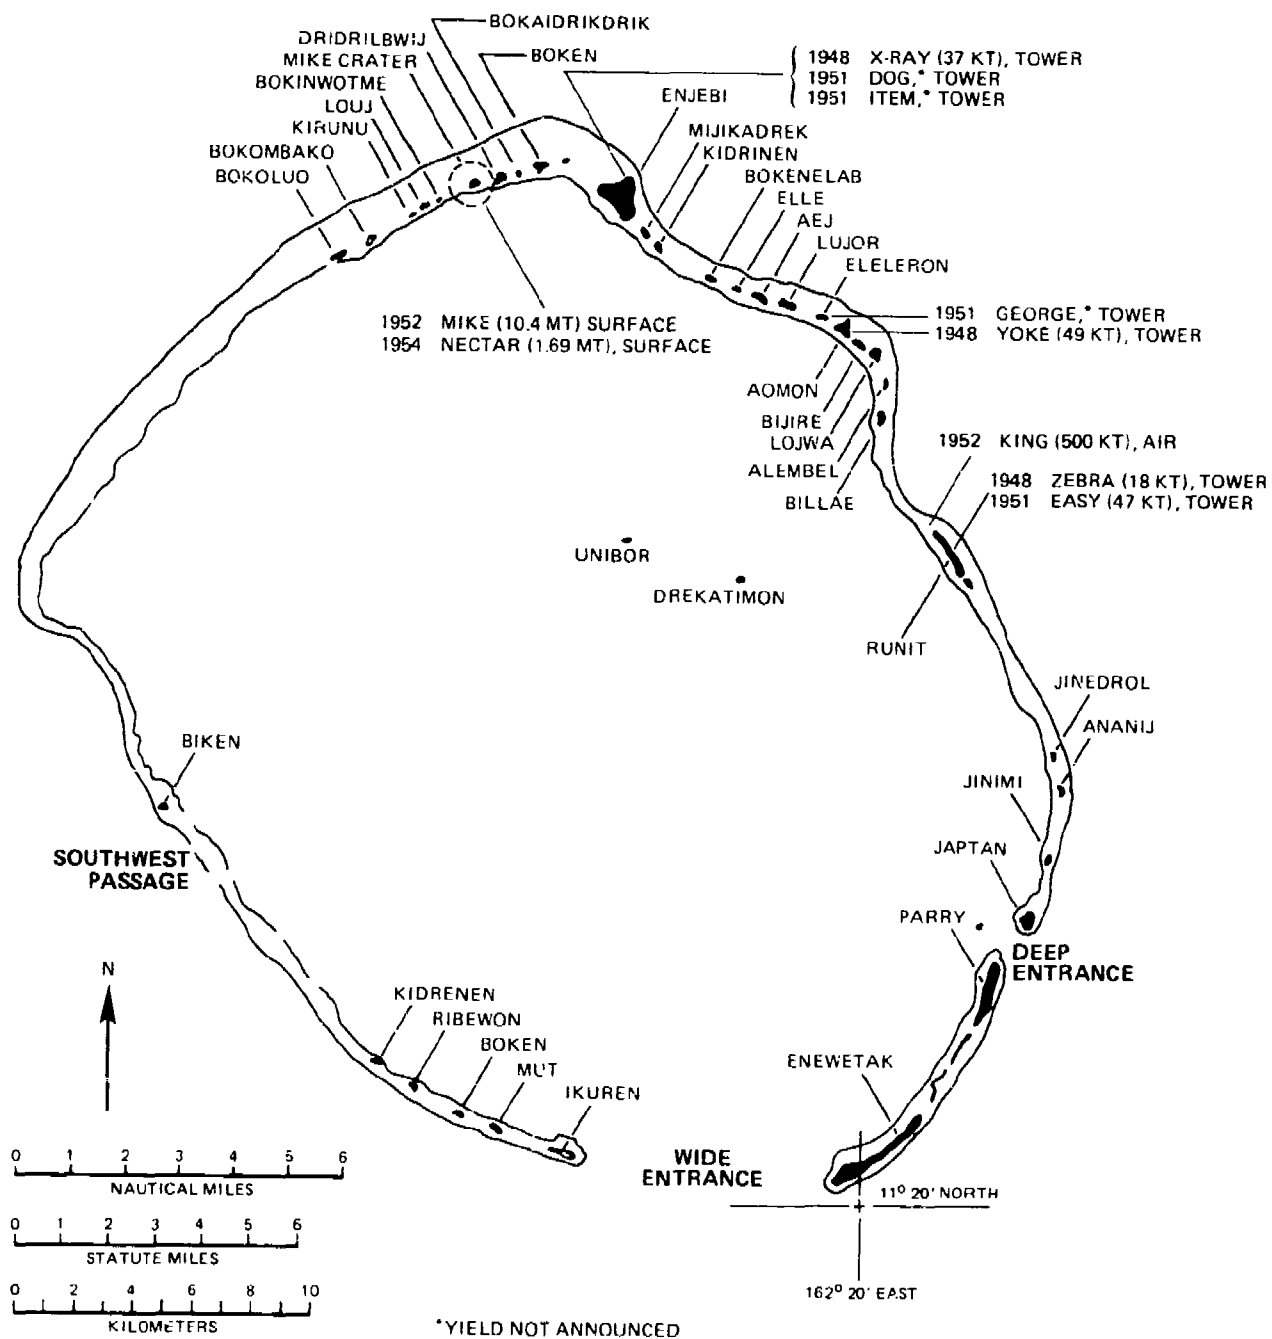 BOKAIDRIKDRIK
DRIDRILBWIJ
BOKEN
MIKE CRATER
BOKINWOTME
LOUJ
KIRUNU
BOKOMBAKO
BOKOLUO
1948 X-RAY (37 KT), TOWER
1951 DOG,* TOWER
1951 ITEM,* TOWER
ENJEBI
MIJIKADREK
KIDRINEN
BOKENELAB
ELLE
AEJ
LUJOR
ELELERON
1952 MIKE (10.4 MT) SURFACE
1954 NECTAR (1.69 MT), SURFACE
1951 GEORGE,* TOWER
1948 YOKE (49 KT), TOWER
AOMON
BIJIRE
LOJWA
ALEMBEL
BILLAE
1952 KING (500 KT), AIR
1948 ZEBRA (18 KT), TOWER
1951 EASY (47 KT), TOWER
UNIBOR
DREKATIMON
RUNIT
JINEDROL
ANANIJ
BIKEN
JINIMI
SOUTHWEST
PASSAGE
JAPTAN
PARRY
DEEP
ENTRANCE
N
KIDRENEN
RIBEWON
BOKEN
MUT
IKUREN
ENEWETAK
WIDE
ENTRANCE
11° 20' NORTH
162° 20' EAST
0 1 2 3 4 5 6
NAUTICAL MILES
0 1 2 3 4 5 6
STATUTE MILES
0 2 4 6 8 10
KILOMETERS
*YIELD NOT ANNOUNCED